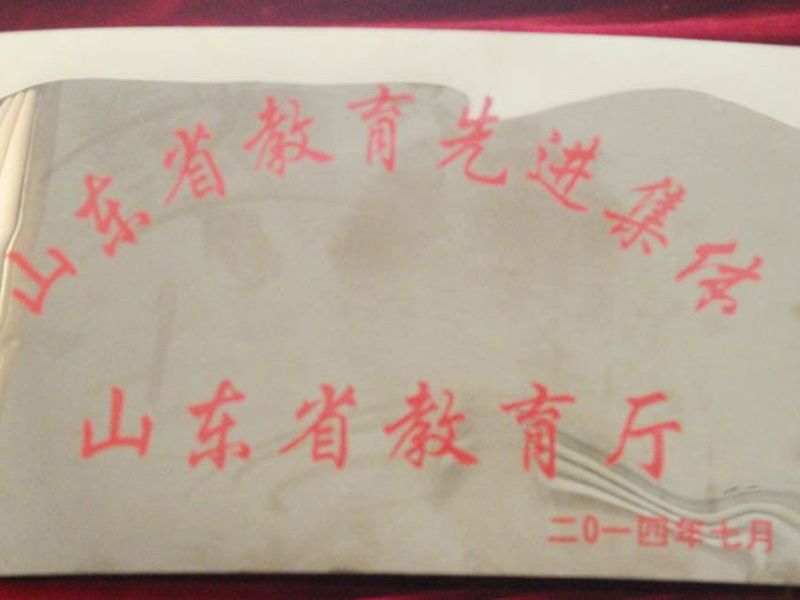 山东省教育先进集体
山东省教育厅
二0一四年七月